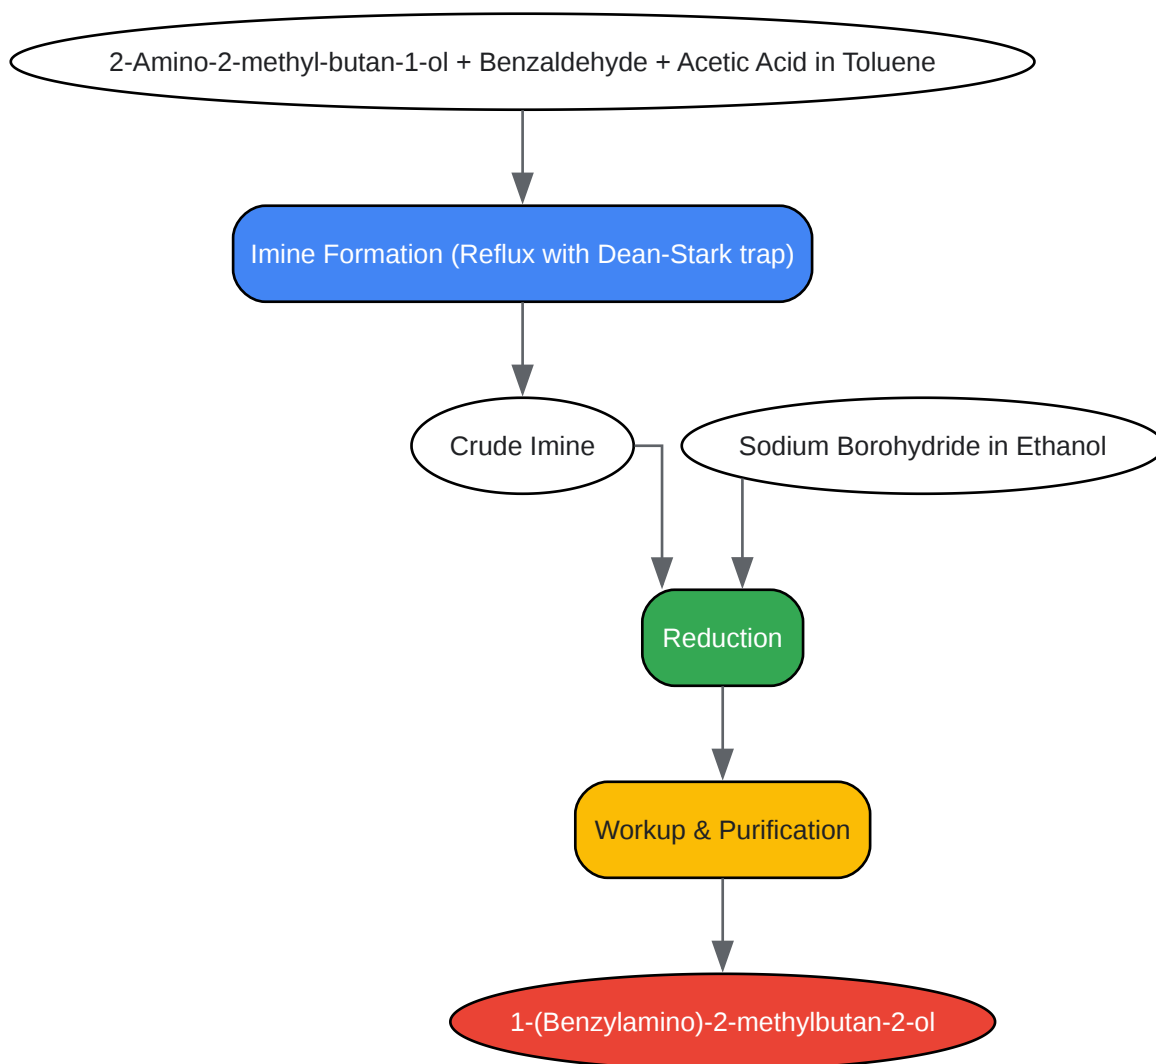 2-Amino-2-methyl-butan-1-ol + Benzaldehyde + Acetic Acid in Toluene
Imine Formation (Reflux with Dean-Stark trap)
Crude Imine
Sodium Borohydride in Ethanol
Reduction
Workup & Purification
1-(Benzylamino)-2-methylbutan-2-ol